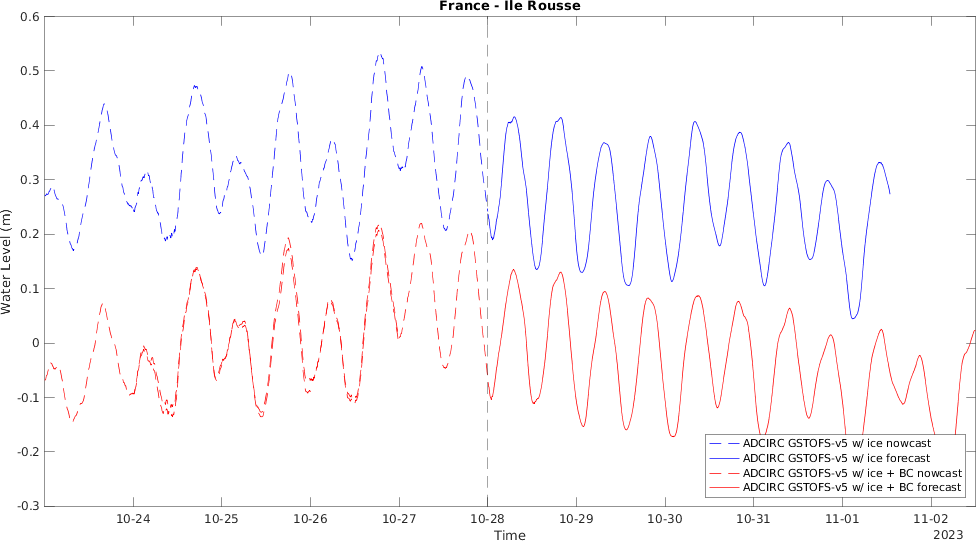 France - Ile Rousse
0.6
0.5
0.4
0.3
0.2
0.1
0
-0.1
-0.2
-0.3
Water Level (m)
ADCIRC GSTOFS-v5 w/ ice nowcast
ADCIRC GSTOFS-v5 w/ ice forecast
ADCIRC GSTOFS-v5 w/ ice + BC nowcast
ADCIRC GSTOFS-v5 w/ ice + BC forecast
10-24 10-25 10-26 10-27 10-28 10-29 10-30 10-31 11-01 11-02
Time
2023